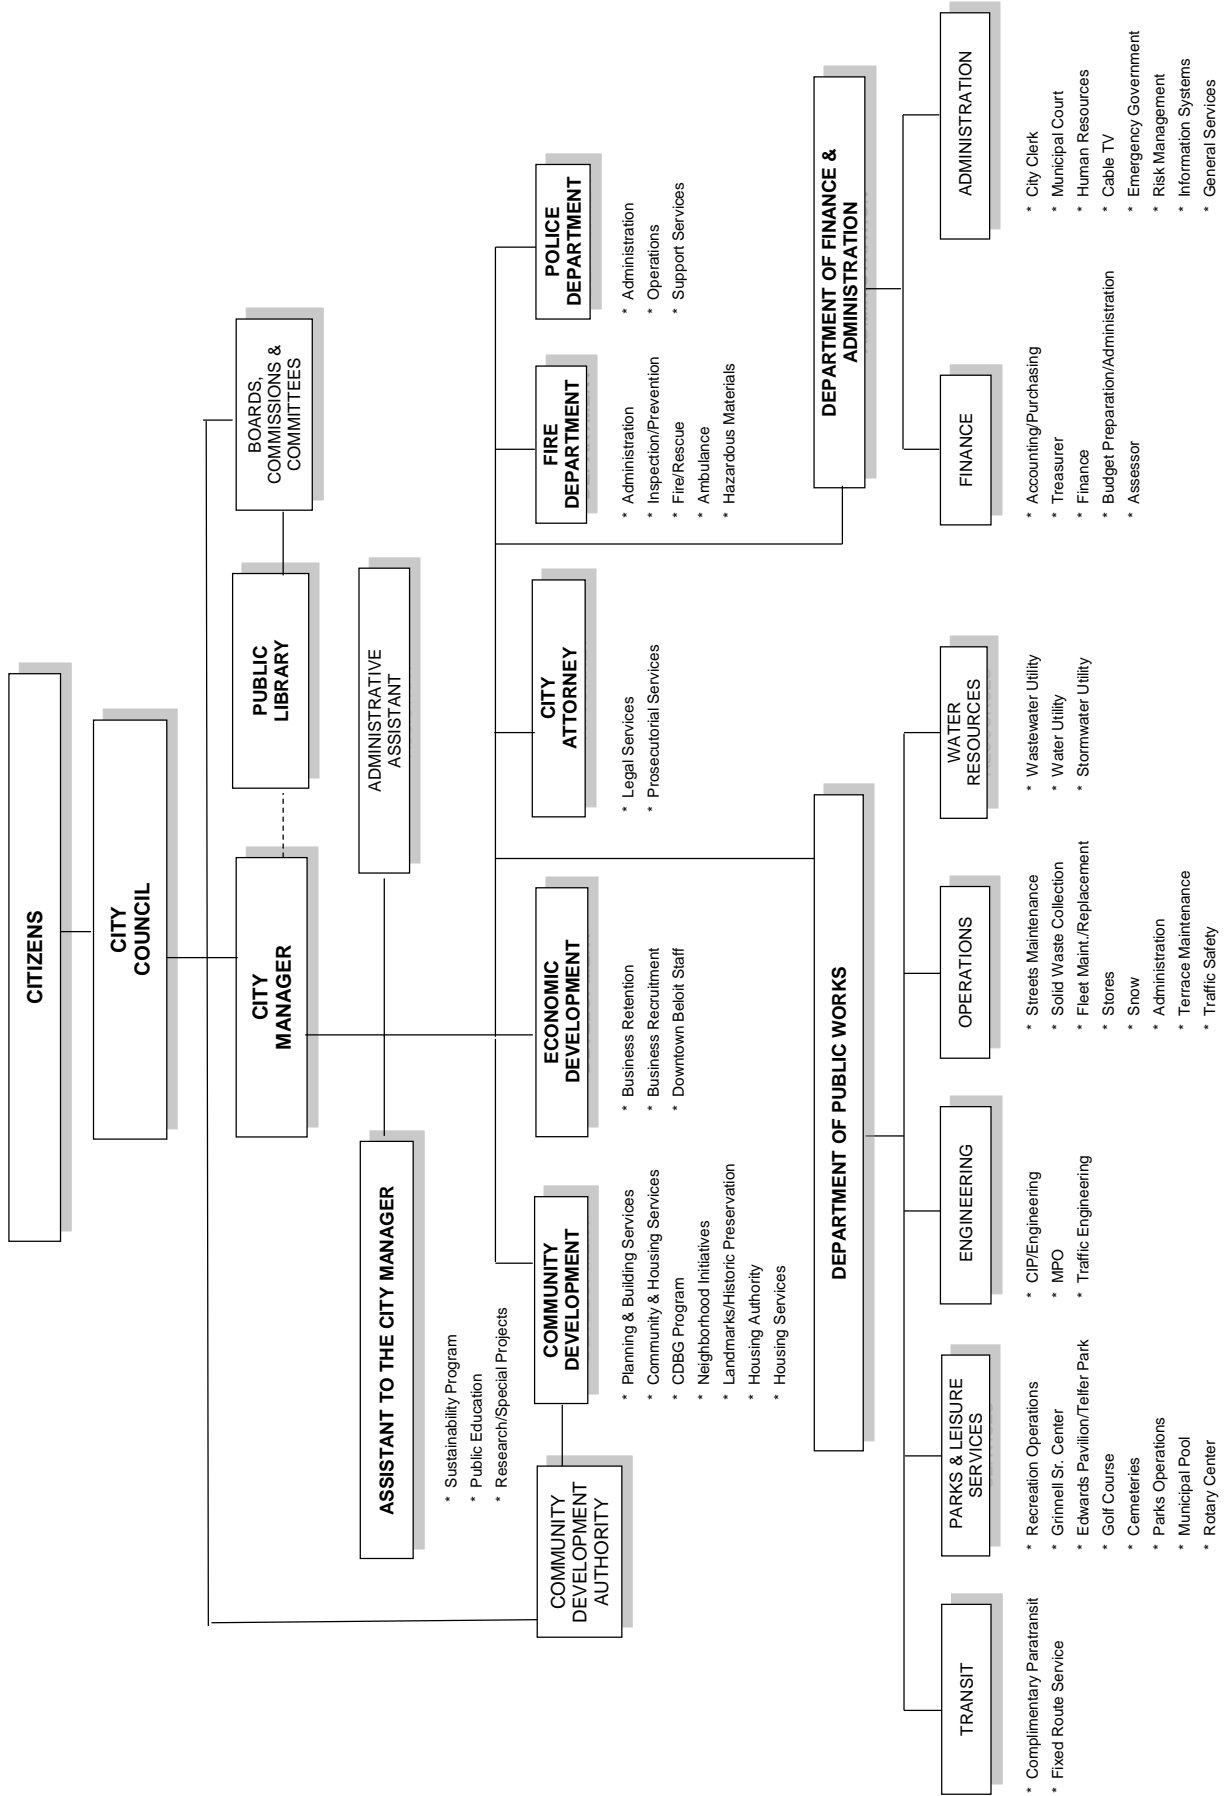 CITIZENS
CITY
COUNCIL
CITY
MANAGER
PUBLIC
LIBRARY
BOARDS,
COMMISSIONS &
COMMITTEES
ASSISTANT TO THE CITY MANAGER
* Sustainability Program
* Public Education
* Research/Special Projects
ADMINISTRATIVE
ASSISTANT
COMMUNITY
DEVELOPMENT
AUTHORITY
COMMUNITY
DEVELOPMENT
* Planning & Building Services
* Community & Housing Services
* CDBG Program
* Neighborhood Initiatives
* Landmarks/Historic Preservation
* Housing Authority
* Housing Services
ECONOMIC
DEVELOPMENT
* Business Retention
* Business Recruitment
* Downtown Beloit Staff
CITY
ATTORNEY
* Legal Services
* Prosecutorial Services
FIRE
DEPARTMENT
* Administration
* Inspection/Prevention
* Fire/Rescue
* Ambulance
* Hazardous Materials
POLICE
DEPARTMENT
* Administration
* Operations
* Support Services
DEPARTMENT OF PUBLIC WORKS
TRANSIT
* Complimentary Paratransit
* Fixed Route Service
PARKS & LEISURE
SERVICES
* Recreation Operations
* Grinnell Sr. Center
* Edwards Pavilion/Telfer Park
* Golf Course
* Cemeteries
* Parks Operations
* Municipal Pool
* Rotary Center
ENGINEERING
* CIP/Engineering
* MPO
* Traffic Engineering
OPERATIONS
* Streets Maintenance
* Solid Waste Collection
* Fleet Maint./Replacement
* Stores
* Snow
* Administration
* Terrace Maintenance
* Traffic Safety
WATER
RESOURCES
* Wastewater Utility
* Water Utility
* Stormwater Utility
DEPARTMENT OF FINANCE &
ADMINISTRATION
FINANCE
* Accounting/Purchasing
* Treasurer
* Finance
* Budget Preparation/Administration
* Assessor
ADMINISTRATION
* City Clerk
* Municipal Court
* Human Resources
* Cable TV
* Emergency Government
* Risk Management
* Information Systems
* General Services